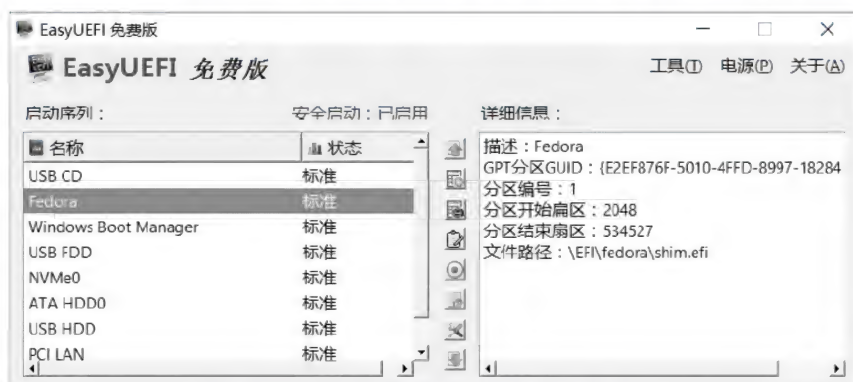 EasyUEFI 免费版
EasyUEFI 免费版
工具(T) 电源(P) 关于(A)
启动序列： 安全启动：已启用
名称 状态
USB CD 标准
Fedora 标准
Windows Boot Manager 标准
USB FDD 标准
NVMe0 标准
ATA HDD0 标准
USB HDD 标准
PCI LAN 标准
详细信息：
描述：Fedora
GPT分区GUID：{E2EF876F-5010-4FFD-8997-18284
分区编号：1
分区开始扇区：2048
分区结束扇区：534527
文件路径：\EFI\fedora\shim.efi